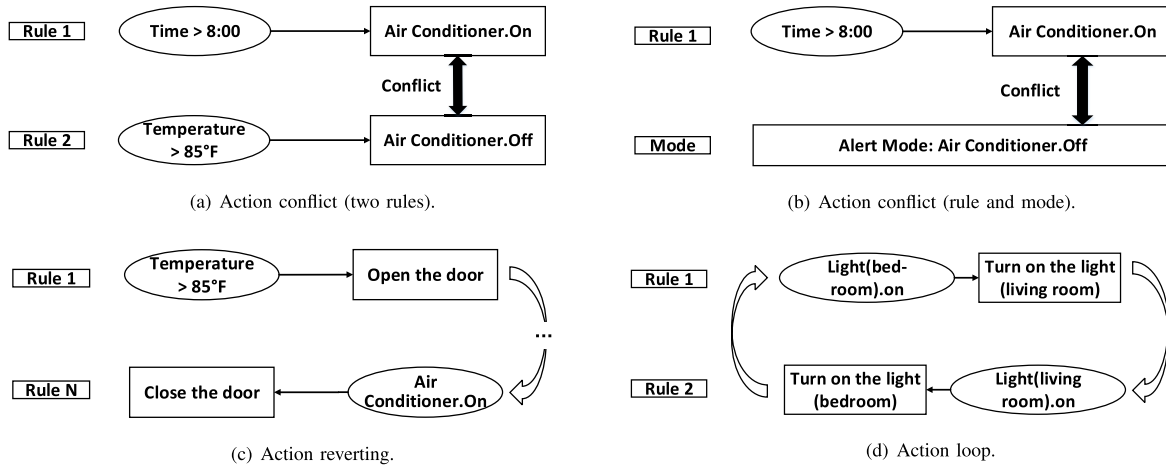 Rule 1
Time > 8:00
Air Conditioner.On
Conflict
Rule 2
Temperature
> 85°F
Air Conditioner.Off
(a) Action conflict (two rules).
Rule 1
Time > 8:00
Air Conditioner.On
Conflict
Mode
Alert Mode: Air Conditioner.Off
(b) Action conflict (rule and mode).
Rule 1
Temperature
> 85°F
Open the door
...
Rule N
Close the door
Air
Conditioner.On
(c) Action reverting.
Rule 1
Light(bed-
room).on
Turn on the light
(living room)
Rule 2
Turn on the light
(bedroom)
Light(living
room).on
(d) Action loop.